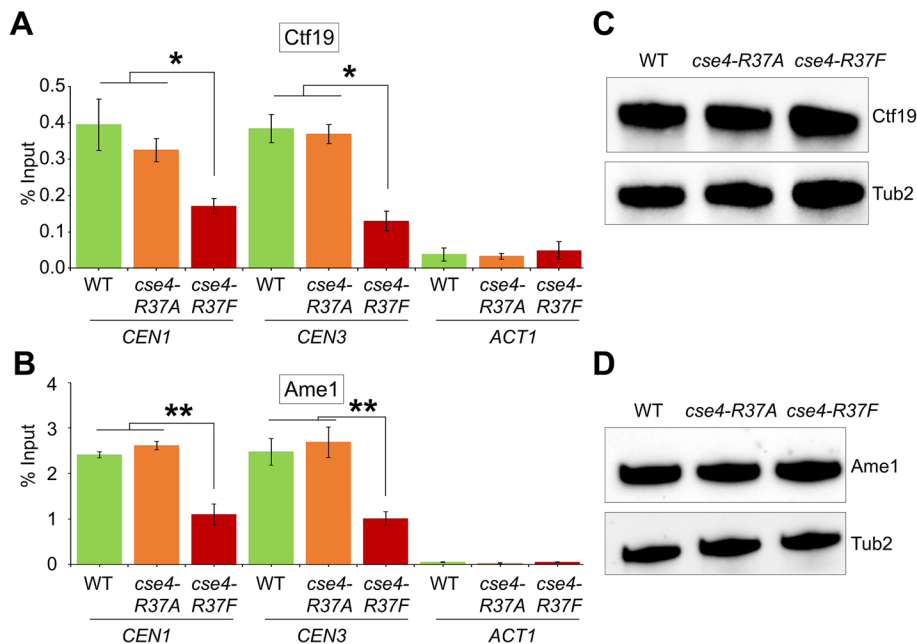 A
Ctf19
*
*
0.5
0.4
0.3
0.2
0.1
0.0
% Input
WT
cse4-
R37A
cse4-
R37F
WT
cse4-
R37A
cse4-
R37F
WT
cse4-
R37A
cse4-
R37F
CEN1
CEN3
ACT1
B
Ame1
**
**
4
3
2
1
0
% Input
WT
cse4-
R37A
cse4-
R37F
WT
cse4-
R37A
cse4-
R37F
WT
cse4-
R37A
cse4-
R37F
CEN1
CEN3
ACT1
C
WT cse4-R37A cse4-R37F
Ctf19
Tub2
D
WT cse4-R37A cse4-R37F
Ame1
Tub2